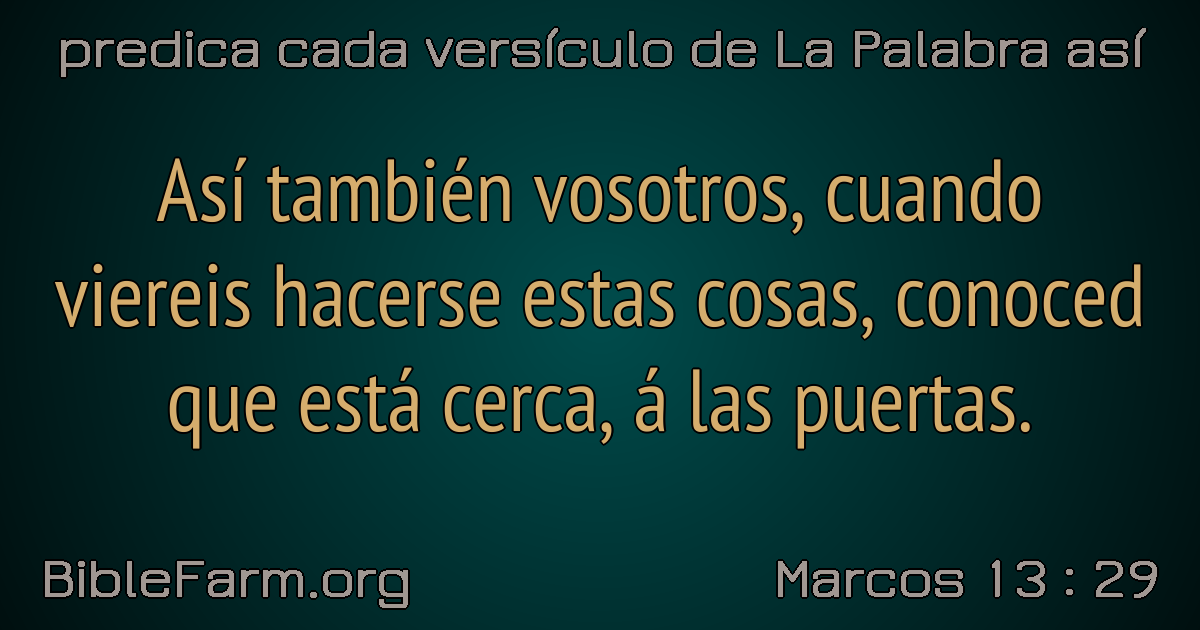 predica cada versículo de La Palabra así
Así también vosotros, cuando
viereis hacerse estas cosas, conoced
que está cerca, á las puertas.
BibleFarm.org
Marcos 13 : 29